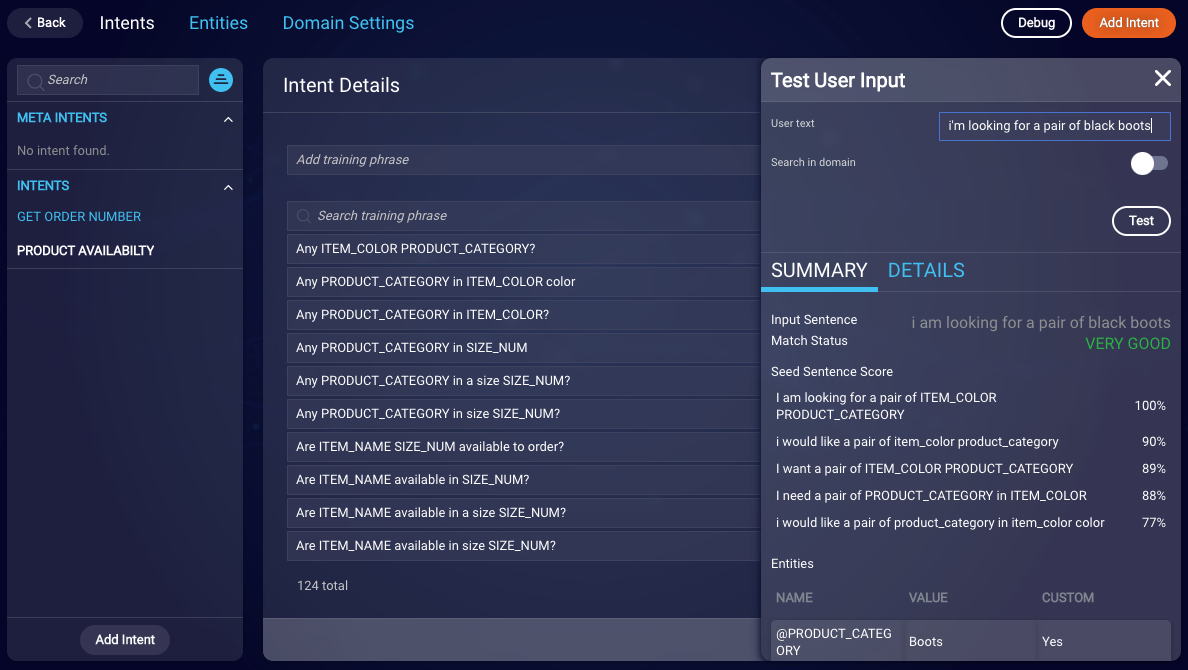 Back Intents Entities Domain Settings Debug Add Intent
Search
META INTENTS
No intent found.
INTENTS
GET ORDER NUMBER
PRODUCT AVAILABILTY
Add Intent
Intent Details
Add training phrase
Search training phrase
Any ITEM_COLOR PRODUCT_CATEGORY?
Any PRODUCT_CATEGORY in ITEM_COLOR color
Any PRODUCT_CATEGORY in ITEM_COLOR?
Any PRODUCT_CATEGORY in SIZE_NUM
Any PRODUCT_CATEGORY in a size SIZE_NUM?
Any PRODUCT_CATEGORY in size SIZE_NUM?
Are ITEM_NAME SIZE_NUM available to order?
Are ITEM_NAME available in SIZE_NUM?
Are ITEM_NAME available in a size SIZE_NUM?
Are ITEM_NAME available in size SIZE_NUM?
124 total
Test User Input
User text i'm looking for a pair of black boots
Search in domain
Test
SUMMARY DETAILS
Input Sentence i am looking for a pair of black boots
Match Status VERY GOOD
Seed Sentence Score
I am looking for a pair of ITEM_COLOR
PRODUCT_CATEGORY 100%
i would like a pair of item_color product_category 90%
I want a pair of ITEM_COLOR PRODUCT_CATEGORY 89%
I need a pair of PRODUCT_CATEGORY in ITEM_COLOR 88%
i would like a pair of product_category in item_color color 77%
Entities
NAME VALUE CUSTOM
@PRODUCT_CATEG
ORY Boots Yes